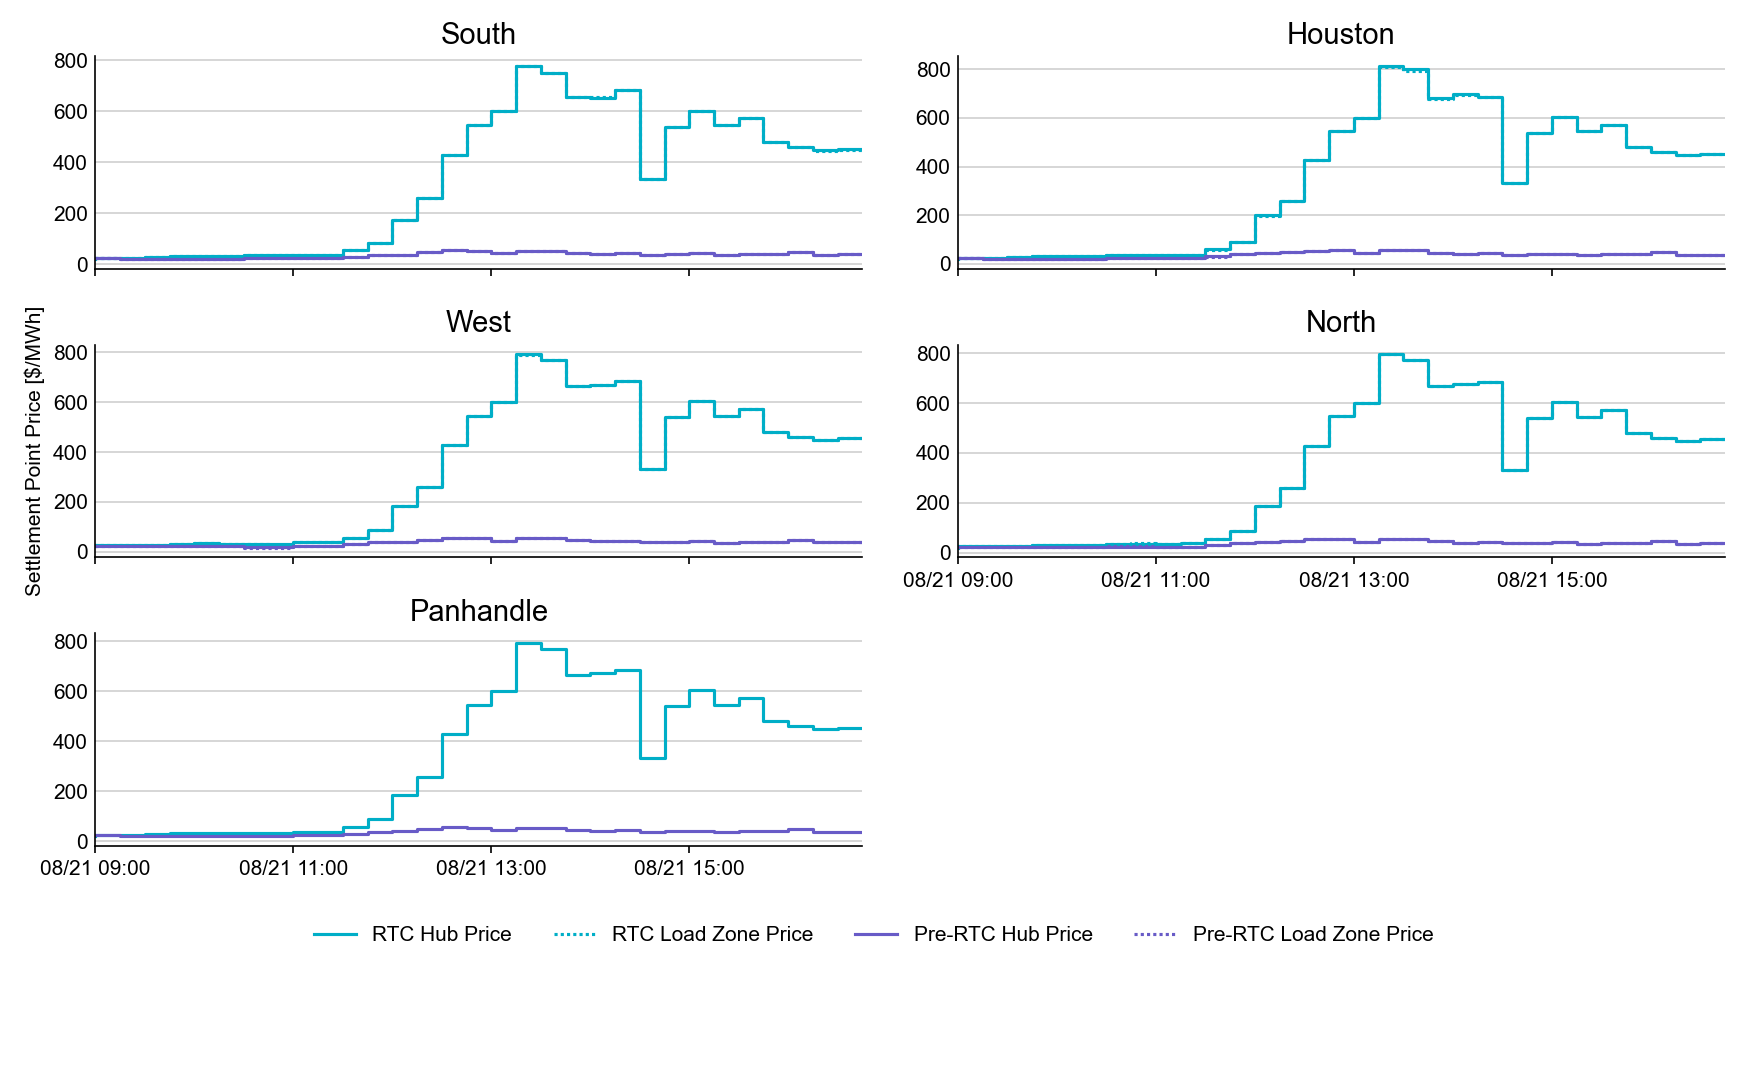 South
800
600
400
200
0
Houston
800
600
400
200
0
Settlement Point Price [$/MWh]
West
800
600
400
200
0
North
800
600
400
200
0
08/21 09:00 08/21 11:00 08/21 13:00 08/21 15:00
Panhandle
800
600
400
200
0
08/21 09:00 08/21 11:00 08/21 13:00 08/21 15:00
RTC Hub Price RTC Load Zone Price Pre-RTC Hub Price Pre-RTC Load Zone Price